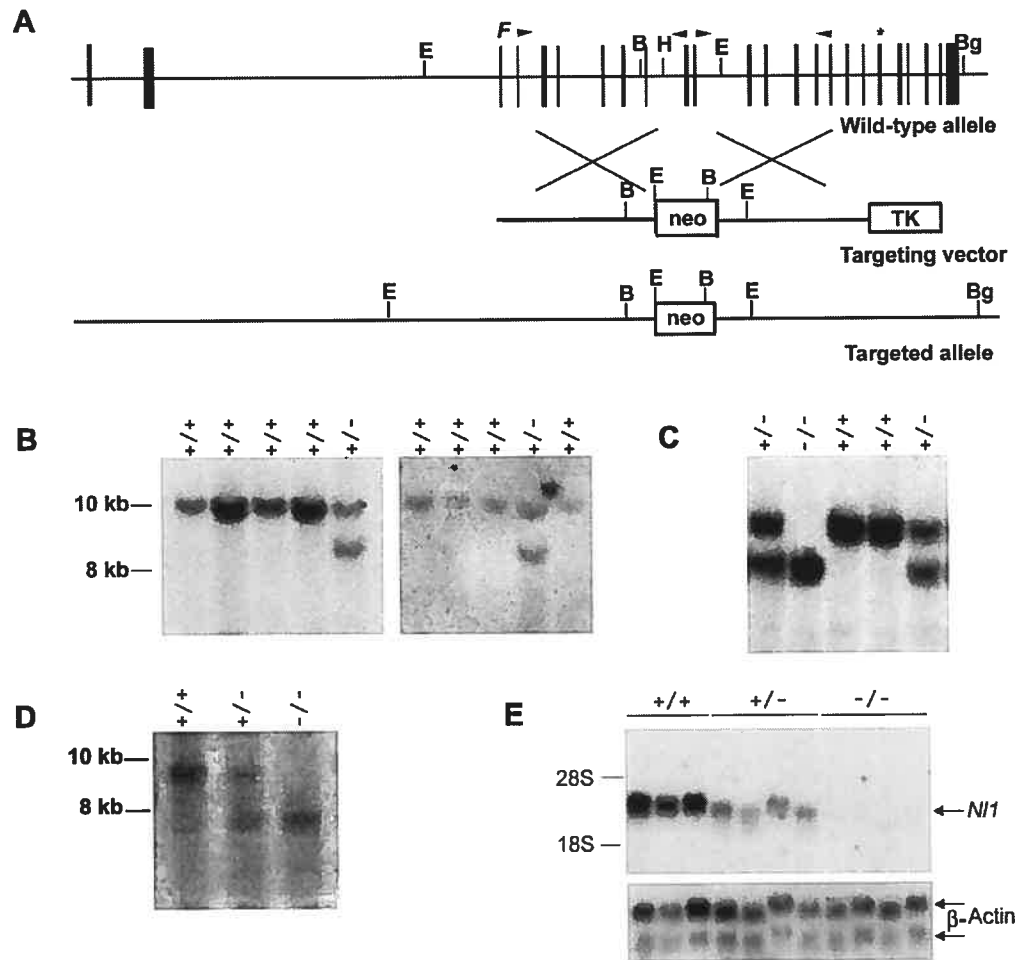 A
E F B H E * Bg
Wild-type allele
B E B E
neo TK
Targeting vector
E B E B E Bg
neo
Targeted allele
B
+/+ +/+ +/+ +/+ +/-
+/+ +/+ +/+ +/- +/+
10 kb
8 kb
C
+/- -/- +/+ +/+ +/-
D
+/+ +/- -/-
10 kb
8 kb
E
+/+ +/- -/-
28S
Nl1
18S
β-Actin